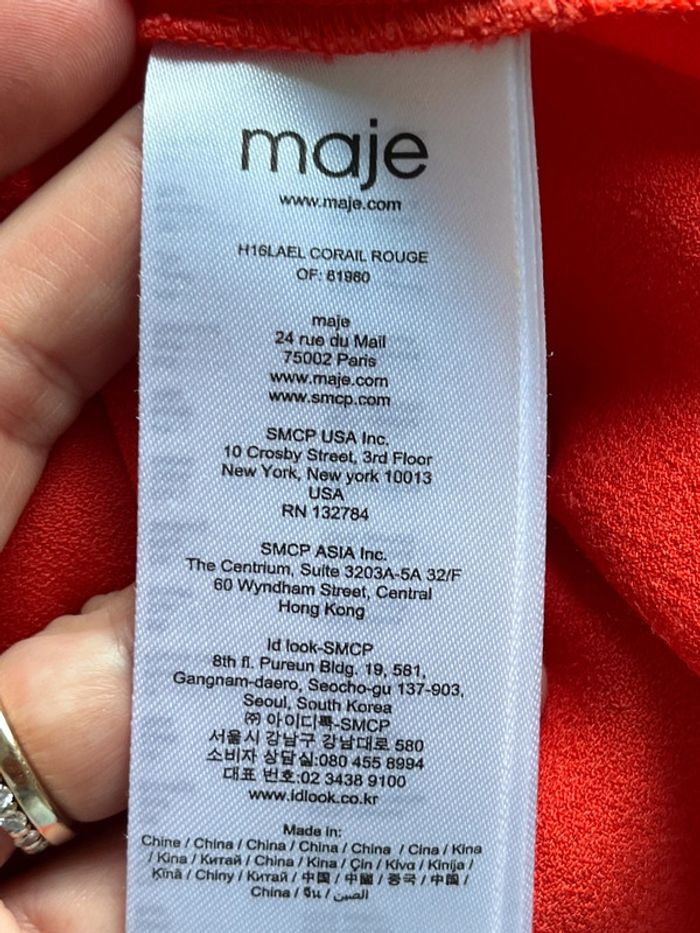 maje
www.maje.com
H16LAEL CORAIL ROUGE
OF: 61980
maje
24 rue du Mail
75002 Paris
www.maje.com
www.smcp.com
SMCP USA Inc.
10 Crosby Street, 3rd Floor
New York, New york 10013
USA
RN 132784
SMCP ASIA Inc.
The Centrium, Suite 3203A-5A 32/F
60 Wyndham Street, Central
Hong Kong
Id look-SMCP
8th fl. Pureun Bldg. 19, 581,
Gangnam-daero, Seocho-gu 137-903,
Seoul, South Korea
㈜ 아이디룩-SMCP
서울시 강남구 강남대로 580
소비자 상담실:080 455 8994
대표 번호:02 3438 9100
www.idlook.co.kr
Made in:
Chine / China / China / China / China / Cina / Kina
/ Kina / Китай / China / Kina / Çin / Kíva / Kinija /
Ķīnā / Chiny / Китай / 中国 / 中國 / 중국 / 中国 /
China / จีน / الصين